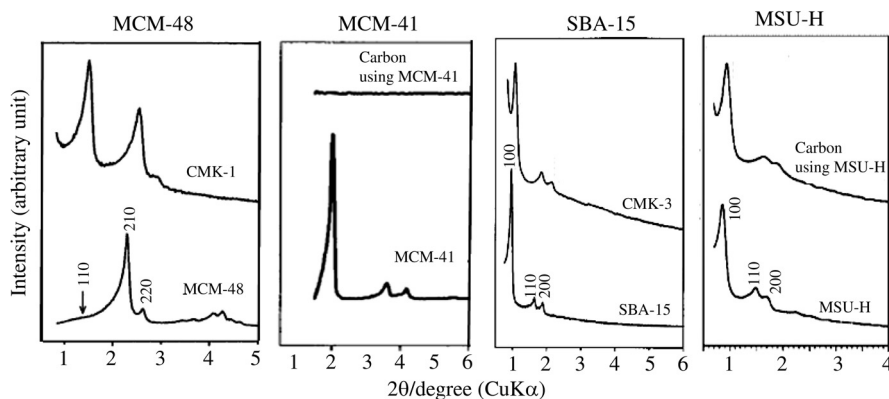 MCM-48
MCM-41
SBA-15
MSU-H
Intensity (arbitrary unit)
CMK-1
110
210
220
MCM-48
1 2 3 4 5
Carbon
using MCM-41
MCM-41
1 2 3 4 5 6
100
CMK-3
110
200
SBA-15
1 2 3 4 5 6
Carbon
using MSU-H
100
110
200
MSU-H
1 2 3 4
2θ/degree (CuKα)